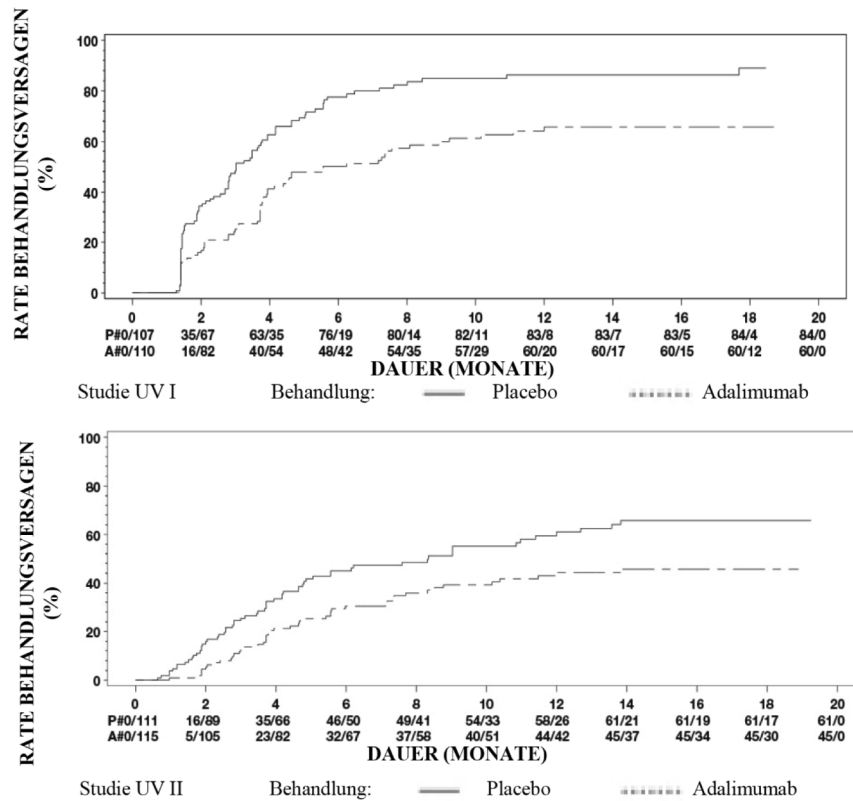 RATE BEHANDLUNGSVERSAGEN
(%)
100
80
60
40
20
0
0 2 4 6 8 10 12 14 16 18 20
P#0/107 35/67 63/35 76/19 80/14 82/11 83/8 83/7 83/5 84/4 84/0
A#0/110 16/82 40/54 48/42 54/35 57/29 60/20 60/17 60/15 60/12 60/0
DAUER (MONATE)
Studie UV I Behandlung: Placebo Adalimumab
RATE BEHANDLUNGSVERSAGEN
(%)
100
80
60
40
20
0
0 2 4 6 8 10 12 14 16 18 20
P#0/111 16/89 35/66 46/50 49/41 54/33 58/26 61/21 61/19 61/17 61/0
A#0/115 5/105 23/82 32/67 37/58 40/51 44/42 45/37 45/34 45/30 45/0
DAUER (MONATE)
Studie UV II Behandlung: Placebo Adalimumab